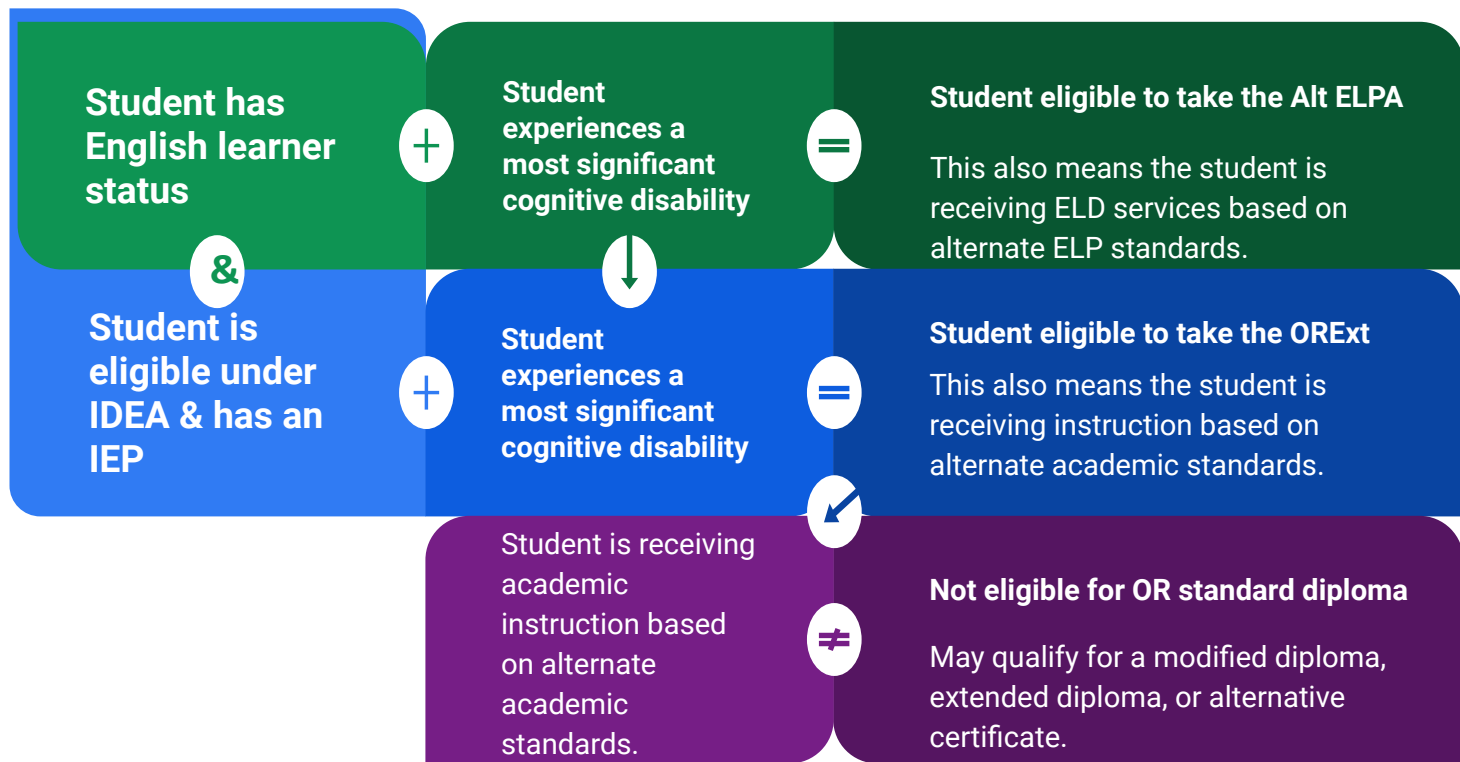 Student has
English learner
status
+
Student
experiences a
most significant
cognitive disability
=
Student eligible to take the Alt ELPA
This also means the student is
receiving ELD services based on
alternate ELP standards.
&
Student is
eligible under
IDEA & has an
IEP
+
Student
experiences a
most significant
cognitive disability
=
Student eligible to take the ORExt
This also means the student is
receiving instruction based on
alternate academic standards.
Student is receiving
academic
instruction based
on alternate
academic
standards.
≠
Not eligible for OR standard diploma
May qualify for a modified diploma,
extended diploma, or alternative
certificate.